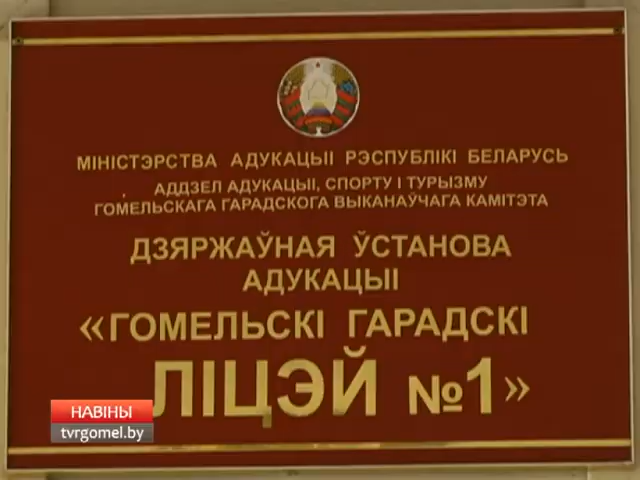 МІНІСТЭРСТВА АДУКАЦЫІ РЭСПУБЛІКІ БЕЛАРУСЬ
АДДЗЕЛ АДУКАЦЫІ, СПОРТУ І ТУРЫЗМУ
ГОМЕЛЬСКАГА ГАРАДСКОГА ВЫКАНАЎЧАГА КАМІТЭТА
ДЗЯРЖАЎНАЯ ЎСТАНОВА
АДУКАЦЫІ
«ГОМЕЛЬСКІ ГАРАДСКІ
ЛІЦЭЙ №1»
НАВІНЫ
tvrgomel.by